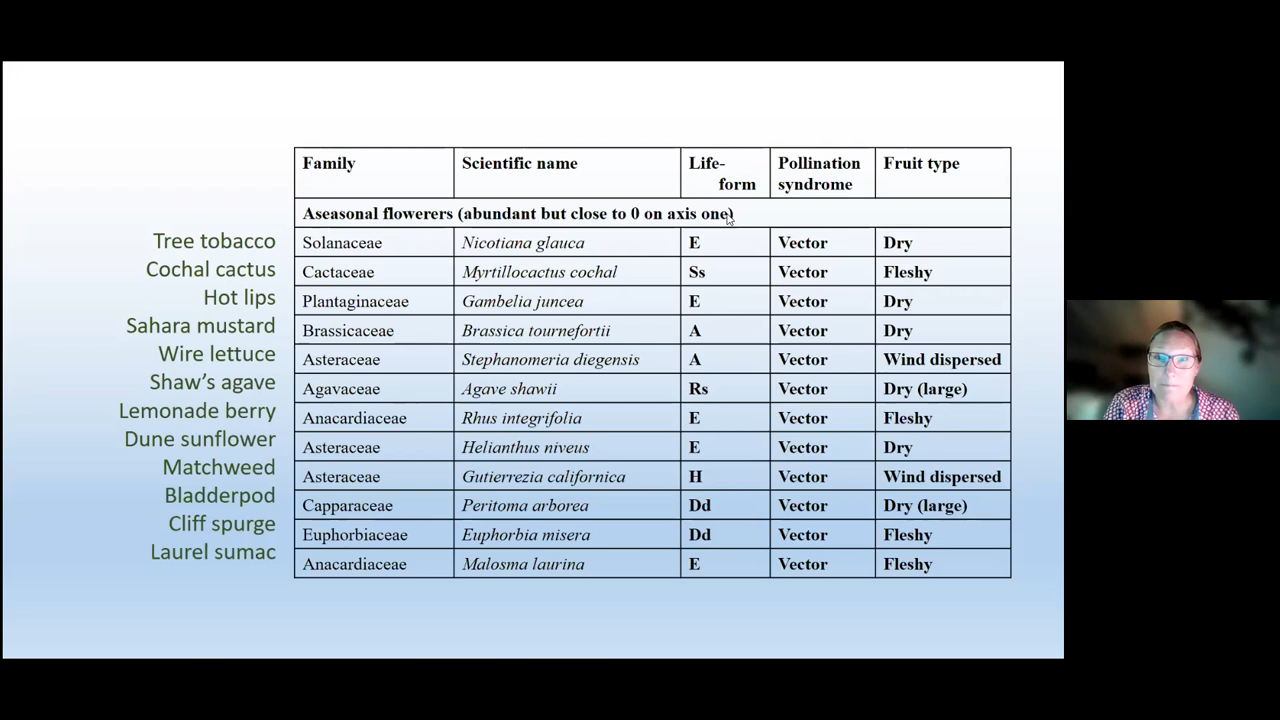 Family Scientific name Life-form Pollination syndrome Fruit type
Aseasonal flowerers (abundant but close to 0 on axis one)
Tree tobacco Solanaceae Nicotiana glauca E Vector Dry
Cochal cactus Cactaceae Myrtillocactus cochal Ss Vector Fleshy
Hot lips Plantaginaceae Gambelia juncea E Vector Dry
Sahara mustard Brassicaceae Brassica tournefortii A Vector Dry
Wire lettuce Asteraceae Stephanomeria diegensis A Vector Wind dispersed
Shaw's agave Agavaceae Agave shawii Rs Vector Dry (large)
Lemonade berry Anacardiaceae Rhus integrifolia E Vector Fleshy
Dune sunflower Asteraceae Helianthus niveus E Vector Dry
Matchweed Asteraceae Gutierrezia californica H Vector Wind dispersed
Bladderpod Capparaceae Peritoma arborea Dd Vector Dry (large)
Cliff spurge Euphorbiaceae Euphorbia misera Dd Vector Fleshy
Laurel sumac Anacardiaceae Malosma laurina E Vector Fleshy